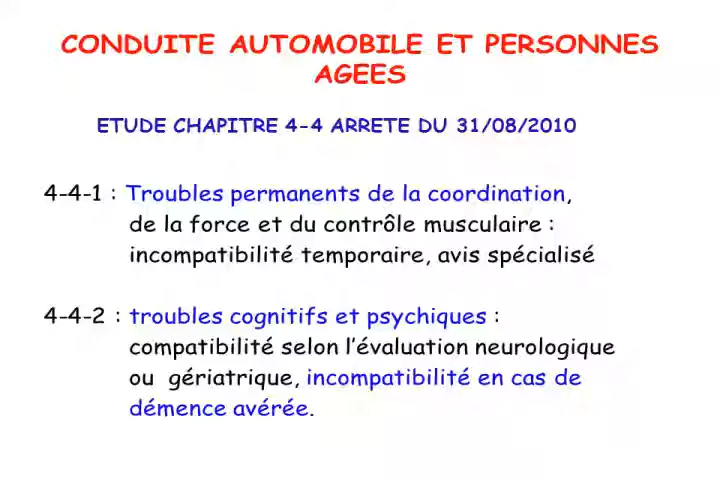 CONDUITE AUTOMOBILE ET PERSONNES
AGEES
ETUDE CHAPITRE 4-4 ARRETE DU 31/08/2010
4-4-1 : Troubles permanents de la coordination,
de la force et du contrôle musculaire :
incompatibilité temporaire, avis spécialisé
4-4-2 : troubles cognitifs et psychiques :
compatibilité selon l’évaluation neurologique
ou gériatrique, incompatibilité en cas de
démence avérée.